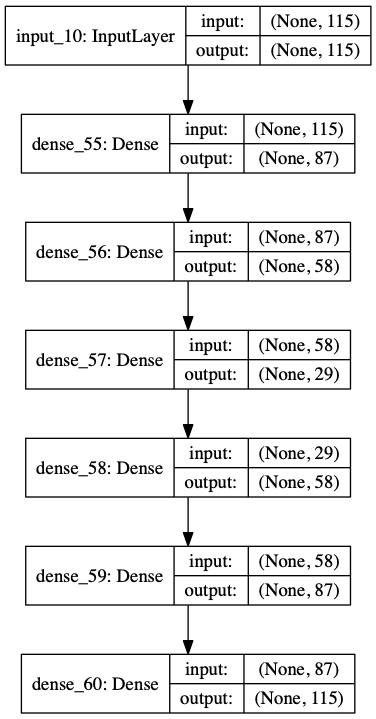 input_10: InputLayer
input: (None, 115)
output: (None, 115)
dense_55: Dense
input: (None, 115)
output: (None, 87)
dense_56: Dense
input: (None, 87)
output: (None, 58)
dense_57: Dense
input: (None, 58)
output: (None, 29)
dense_58: Dense
input: (None, 29)
output: (None, 58)
dense_59: Dense
input: (None, 58)
output: (None, 87)
dense_60: Dense
input: (None, 87)
output: (None, 115)